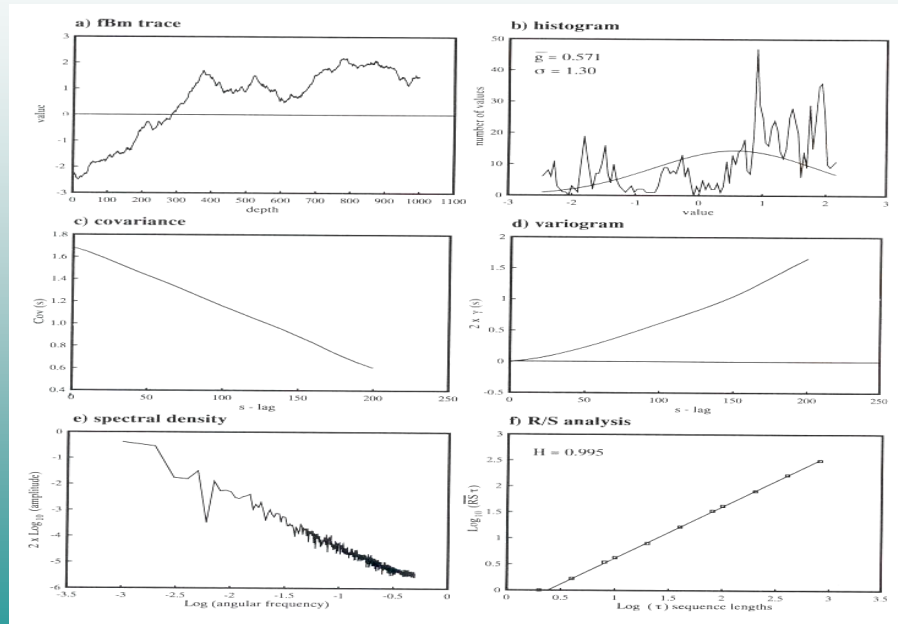 a) fBm trace
3
2
1
0
-1
-2
-3
value
0 100 200 300 400 500 600 700 800 900 1000 1100
depth
b) histogram
g = 0.571
σ = 1.30
50
40
30
20
10
0
number of values
-3 -2 -1 0 1 2 3
value
c) covariance
1.8
1.6
1.4
1.2
1.0
0.8
0.6
0.4
Cov (s)
0 50 100 150 200 250
s - lag
d) variogram
2
1.5
1
0.5
0
-0.5
2 x γ (s)
0 50 100 150 200 250
s - lag
e) spectral density
0
-1
-2
-3
-4
-5
-6
2 x Log10 (amplitude)
-3.5 -3 -2.5 -2 -1.5 -1 -0.5 0
Log (angular frequency)
f) R/S analysis
H = 0.995
3
2.5
2
1.5
1
0.5
0
Log10 (RS τ)
0 0.5 1 1.5 2 2.5 3 3.5
Log (τ) sequence lengths